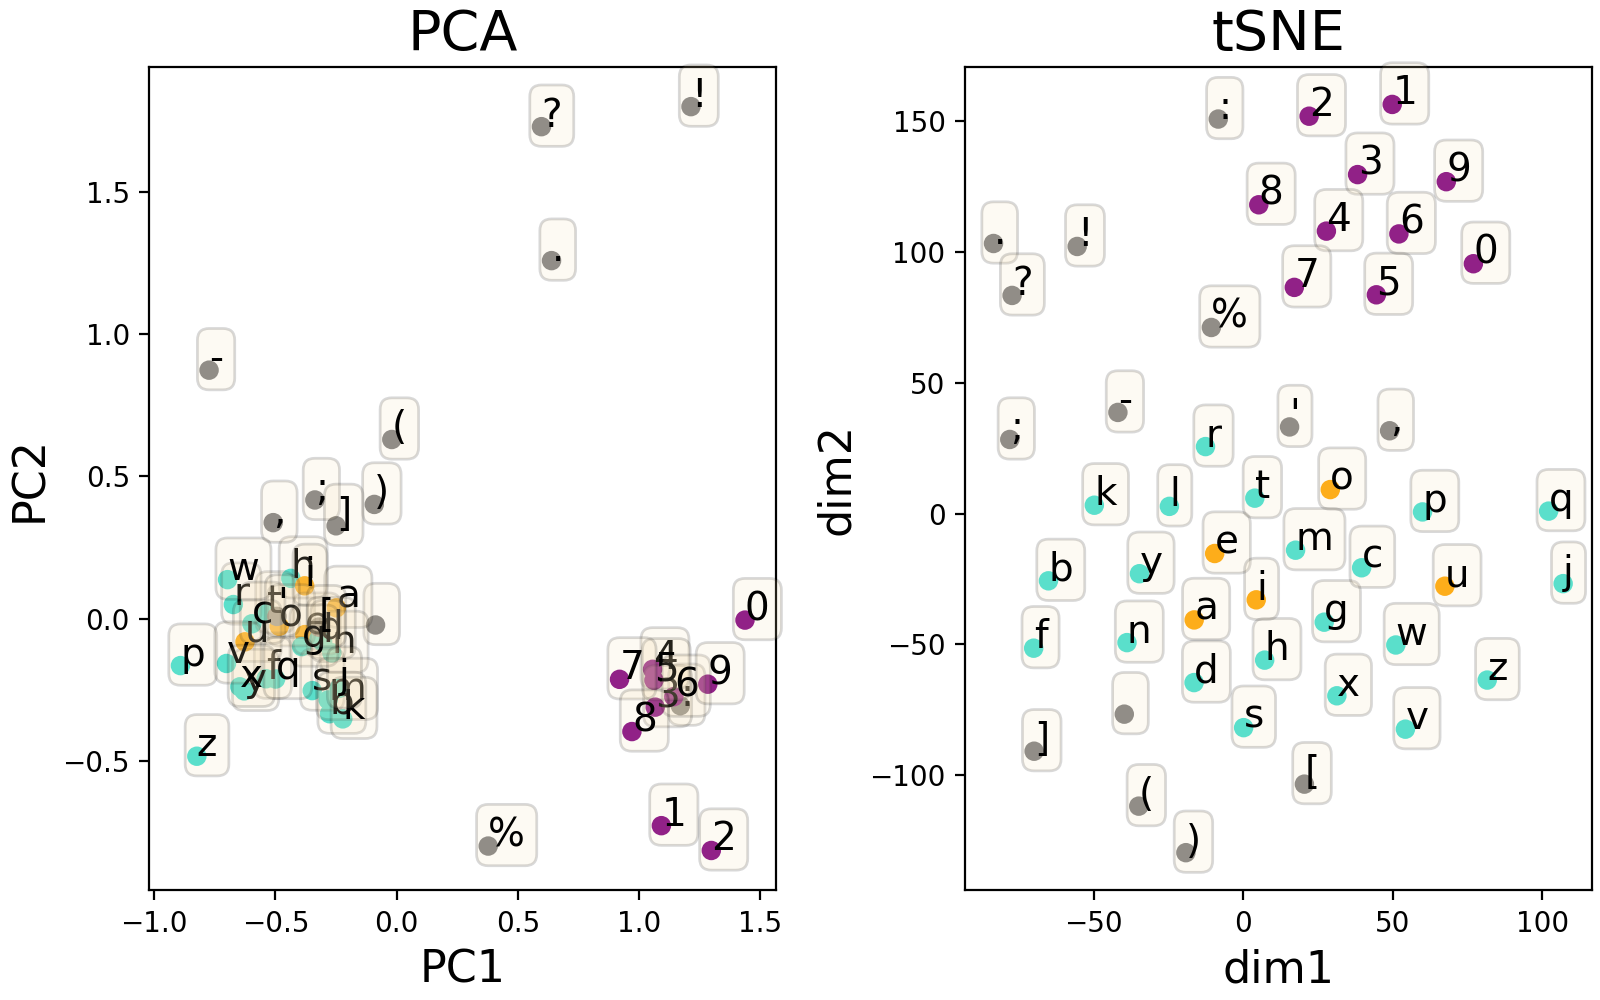 PCA
tSNE
!
?
.
-
(
)
;
]
,
w
h
i
r
a
t
'
c
o
[
u
d
g
n
p
v
f
q
x
y
s
j
m
b
k
z
0
7
4
5
9
6
3
:
8
1
2
%
1.5
1.0
0.5
0.0
−0.5
−1.0
−0.5
0.0
0.5
1.0
1.5
PC1
PC2
:
2
1
3
9
8
4
6
.
!
0
7
5
?
%
-
;
'
,
r
o
k
l
t
p
q
m
e
c
b
y
i
u
j
a
g
n
f
w
h
d
z
x
s
v
]
[
(
)
150
100
50
0
−50
−100
−50
0
50
100
dim1
dim2